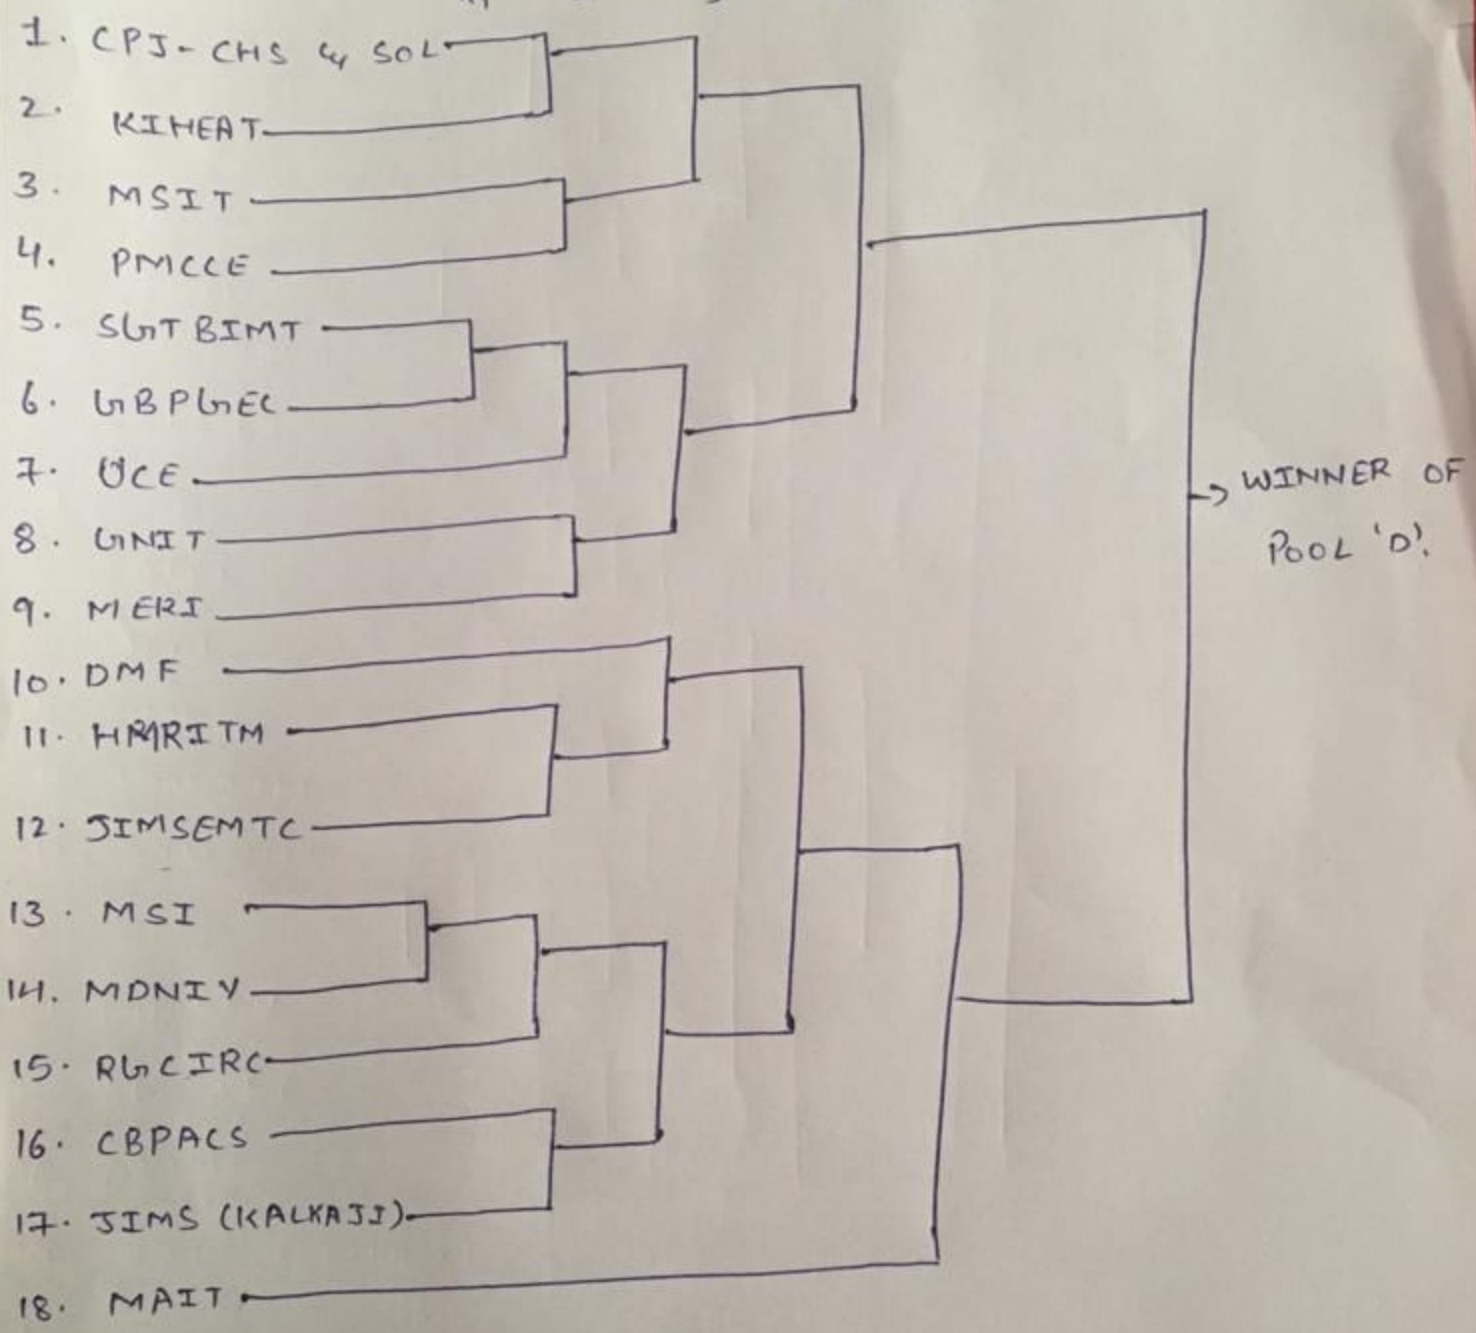 1. CPJ-CHS & SOL
2. KIHEAT
3. MSIT
4. PMCCE
5. SGTBIMT
6. GBPGEC
7. UCE
8. GNIT
9. MERI
10. DMF
11. HMRITM
12. JIMSEMTC
13. MSI
14. MDNIY
15. RGCIRC
16. CBPACS
17. JIMS (KALKAJI)
18. MAIT
→ WINNER OF
POOL 'D'.